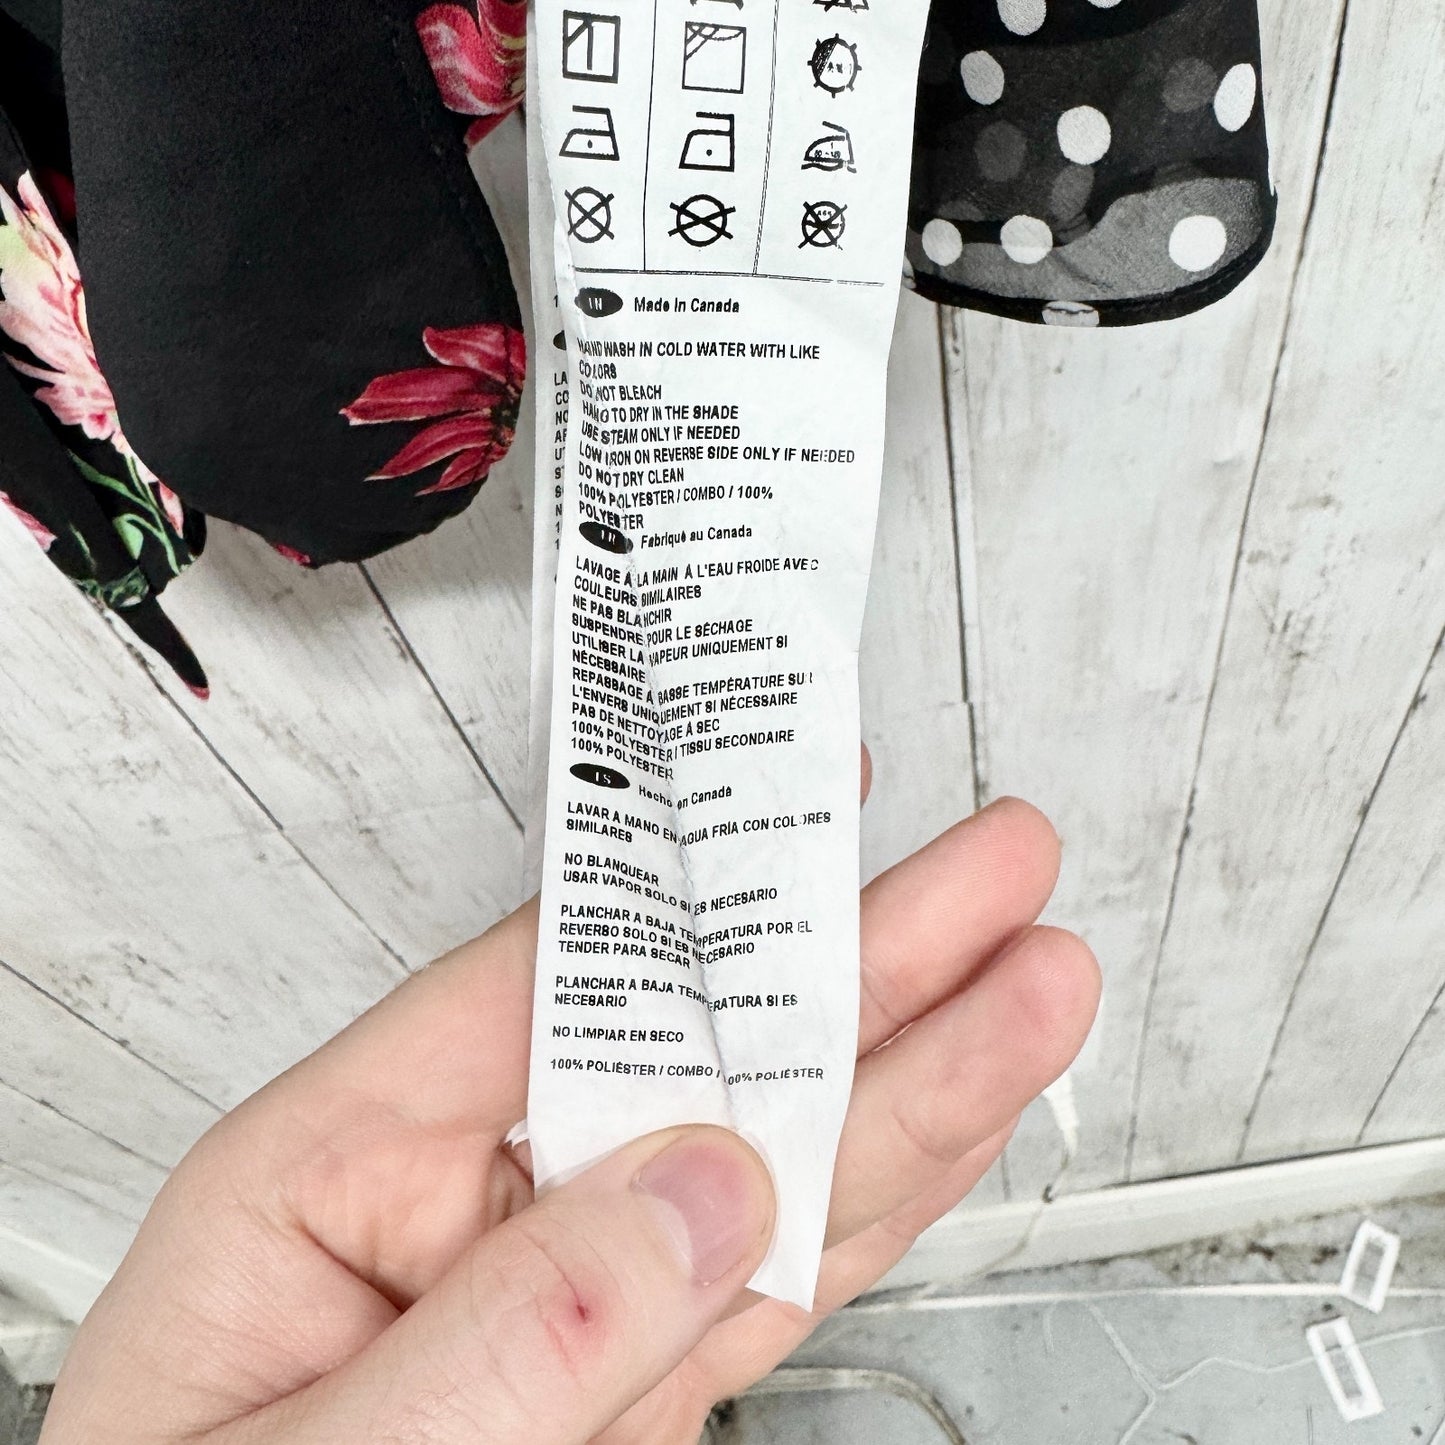 IN Made In Canada
HAND WASH IN COLD WATER WITH LIKE
COLORS
DO NOT BLEACH
HANG TO DRY IN THE SHADE
USE STEAM ONLY IF NEEDED
LOW IRON ON REVERSE SIDE ONLY IF NEEDED
DO NOT DRY CLEAN
100% POLYESTER / COMBO / 100%
POLYESTER
Fabriqué au Canada
LAVAGE À LA MAIN À L'EAU FROIDE AVEC
COULEURS SIMILAIRES
NE PAS BLANCHIR
SUSPENDRE POUR LE SÉCHAGE
UTILISER LA VAPEUR UNIQUEMENT SI
NÉCESSAIRE
REPASSAGE À BASSE TEMPÉRATURE SUR
L'ENVERS UNIQUEMENT SI NÉCESSAIRE
PAS DE NETTOYAGE À SEC
100% POLYESTER / TISSU SECONDAIRE
100% POLYESTER
Hecho en Canadá
LAVAR A MANO EN AGUA FRÍA CON COLORES
SIMILARES
NO BLANQUEAR
USAR VAPOR SOLO SI ES NECESARIO
PLANCHAR A BAJA TEMPERATURA POR EL
REVERSO SOLO SI ES NECESARIO
TENDER PARA SECAR
PLANCHAR A BAJA TEMPERATURA SI ES
NECESARIO
NO LIMPIAR EN SECO
100% POLIÉSTER / COMBO / 100% POLIÉSTER